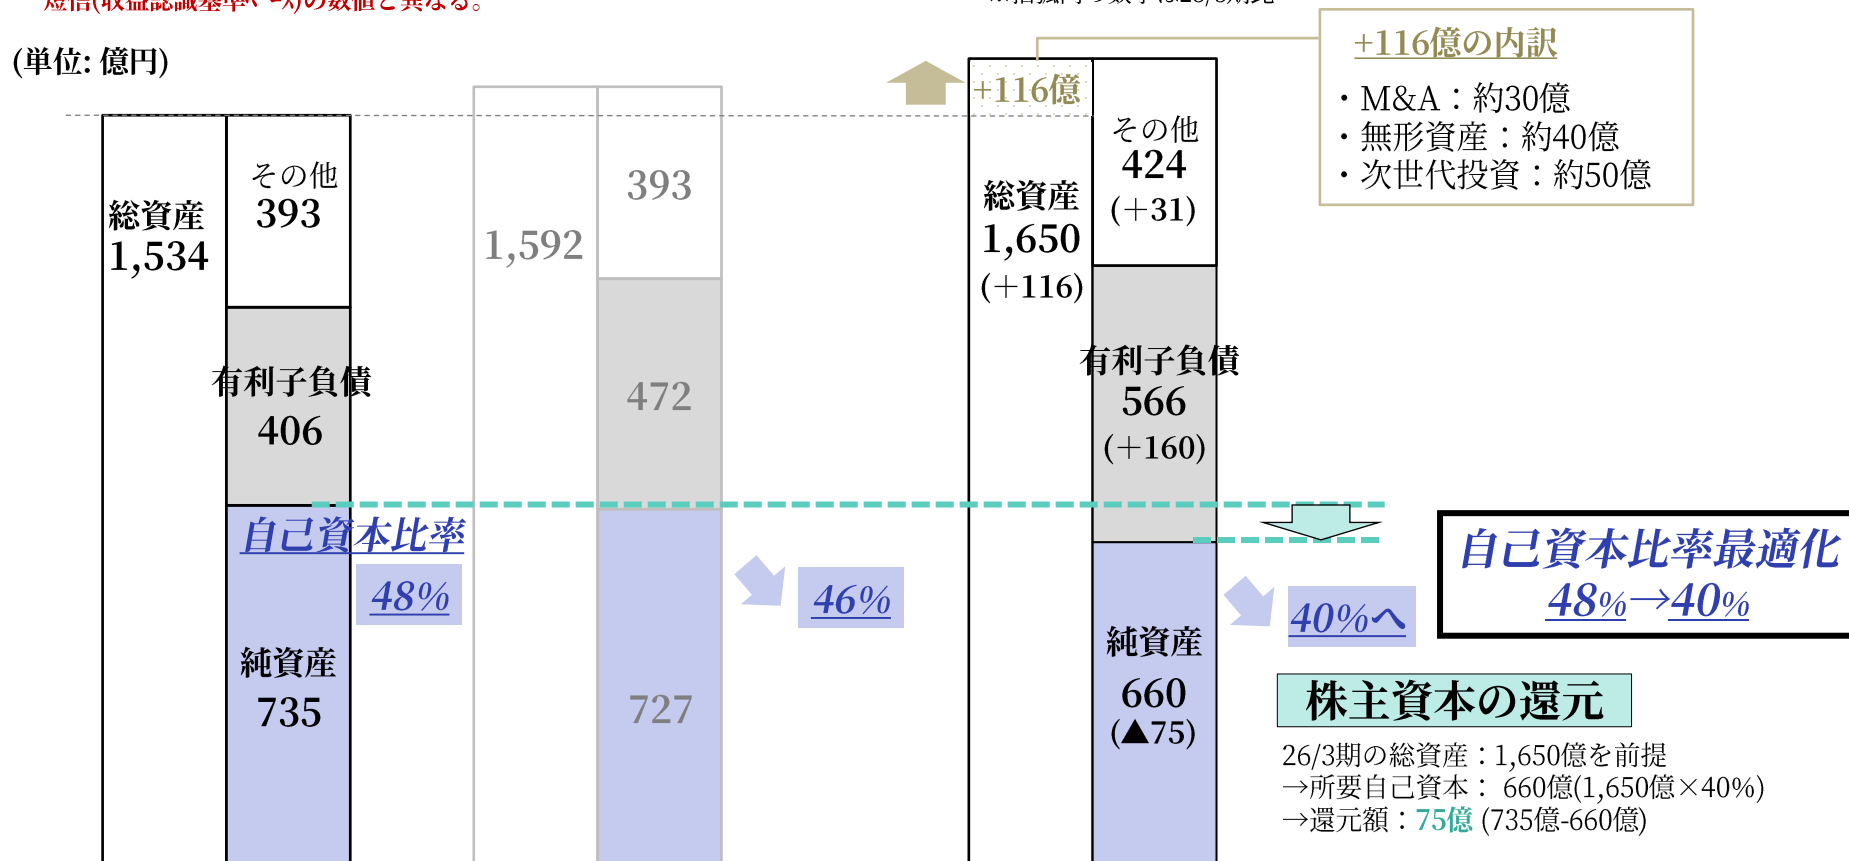 (単位: 億円)
総資産
1,534
その他
393
有利子負債
406
自己資本比率
48%
純資産
735
1,592
393
472
727
46%
+116億
総資産
1,650
(+116)
その他
424
(+31)
有利子負債
566
(+160)
純資産
660
(▲75)
40%へ
+116億の内訳
・M&A：約30億
・無形資産：約40億
・次世代投資：約50億
自己資本比率最適化
48%→40%
株主資本の還元
26/3期の総資産：1,650億を前提
→所要自己資本： 660億(1,650億×40%)
→還元額：75億 (735億-660億)